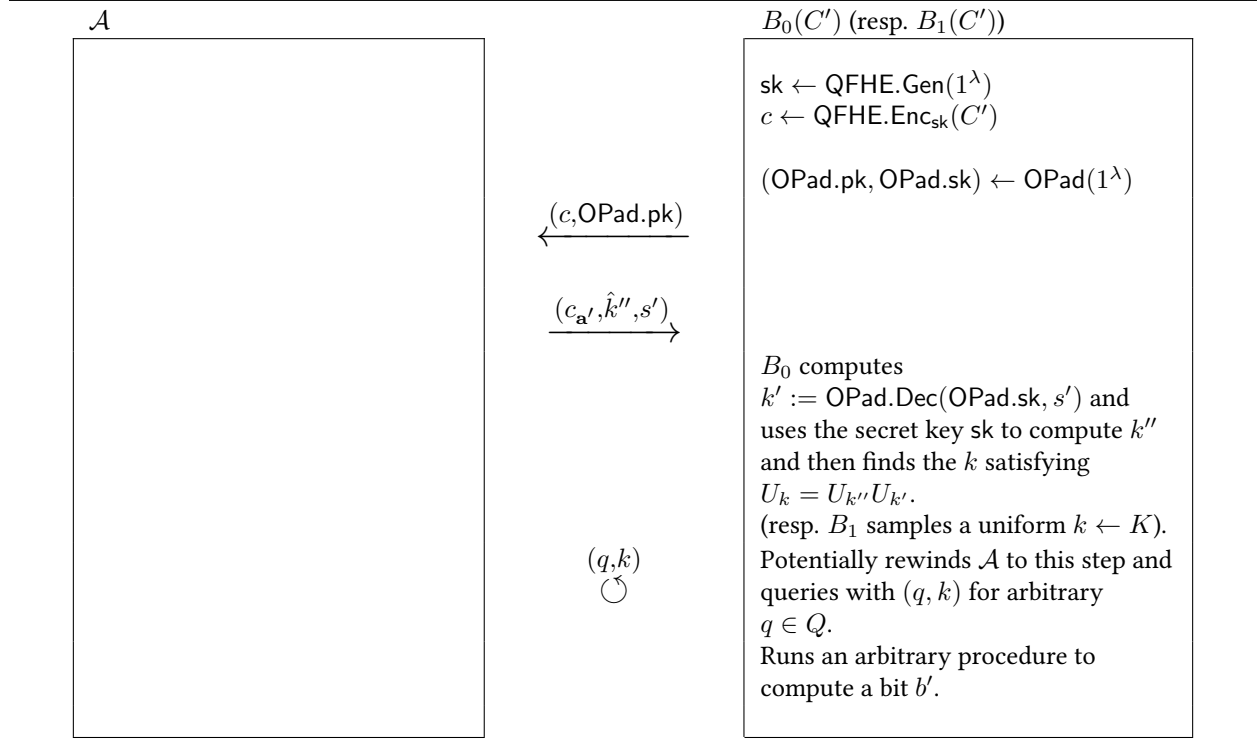 𝒜
B₀(C′) (resp. B₁(C′))
sk ← QFHE.Gen(1^λ)
c ← QFHE.Enc_sk(C′)
(OPad.pk, OPad.sk) ← OPad(1^λ)
(c,OPad.pk)
(c_𝐚′,k̂″,s′)
B₀ computes
k′ := OPad.Dec(OPad.sk, s′) and
uses the secret key sk to compute k″
and then finds the k satisfying
U_k = U_k″U_k′.
(resp. B₁ samples a uniform k ← K).
(q,k)
Potentially rewinds 𝒜 to this step and
queries with (q, k) for arbitrary
q ∈ Q.
Runs an arbitrary procedure to
compute a bit b′.